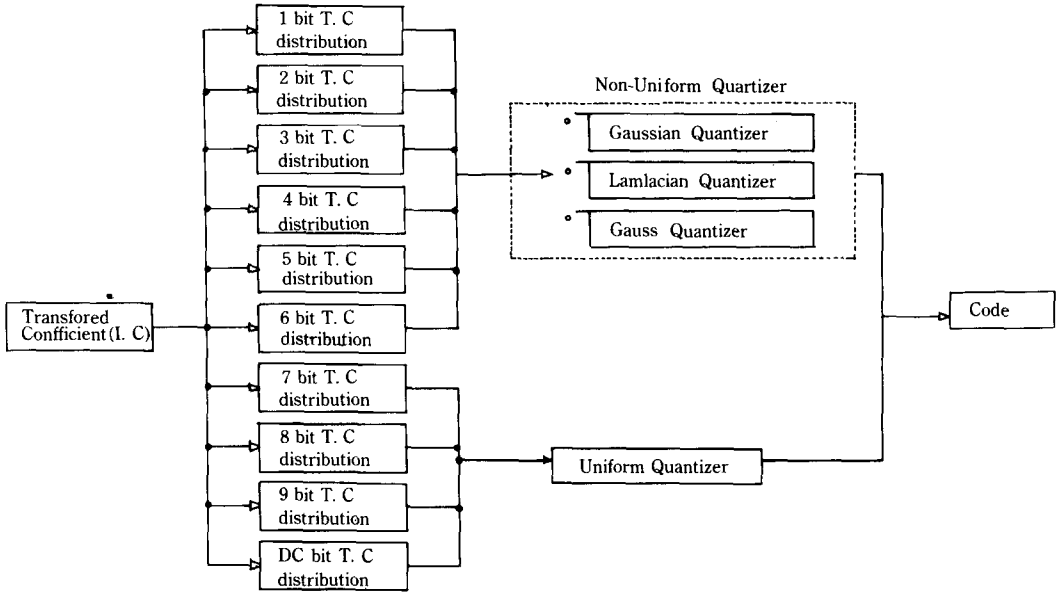 1 bit T. C
distribution
2 bit T. C
distribution
3 bit T. C
distribution
4 bit T. C
distribution
5 bit T. C
distribution
6 bit T. C
distribution
7 bit T. C
distribution
8 bit T. C
distribution
9 bit T. C
distribution
DC bit T. C
distribution
Transfored
Confficient(I. C)
Non-Uniform Quartizer
Gaussian Quantizer
Lamlacian Quantizer
Gauss Quantizer
Uniform Quantizer
Code